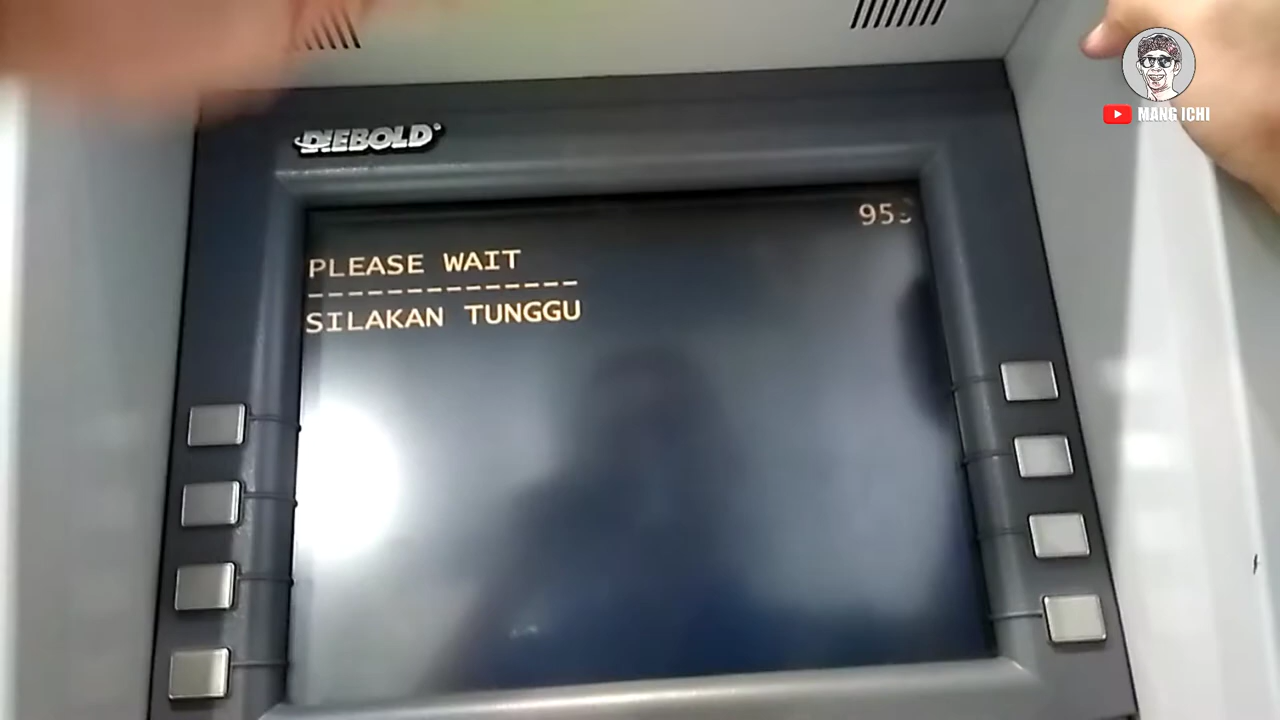 MANG ICHI
DIEBOLD
PLEASE WAIT
--------------
SILAKAN TUNGGU